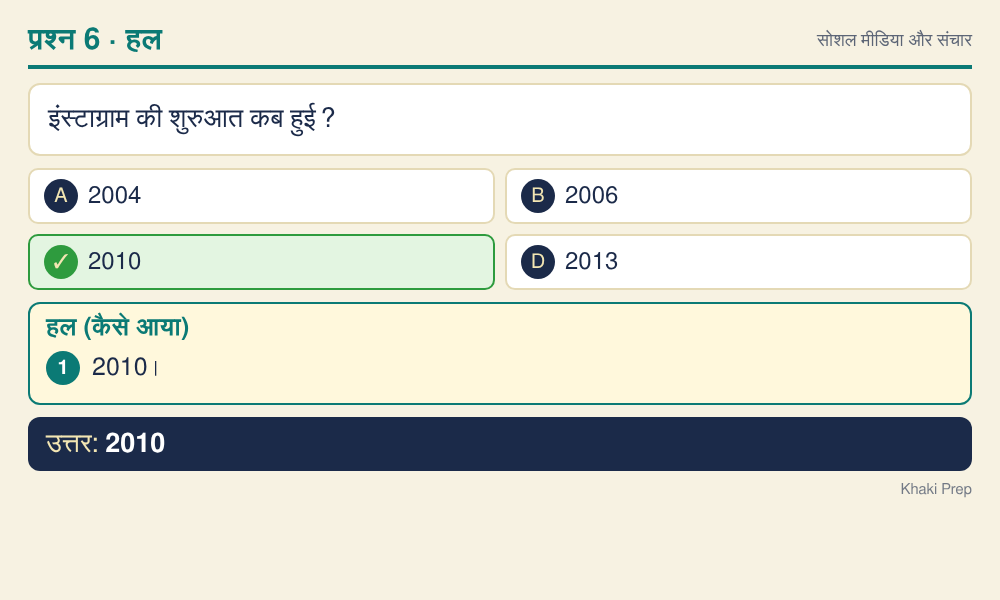 प्रश्न 6 · हल
सोशल मीडिया और संचार
इंस्टाग्राम की शुरुआत कब हुई ?
A 2004
B 2006
✓ 2010
D 2013
हल (कैसे आया)
1 2010।
उत्तर: 2010
Khaki Prep